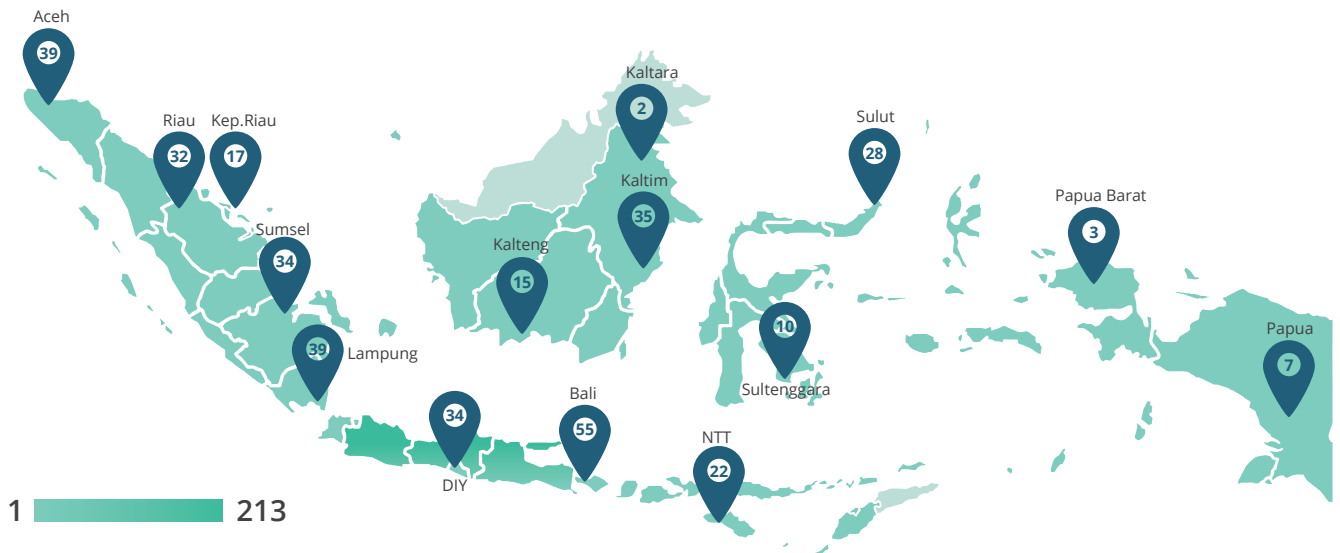 Aceh
39
Riau
32
Kep.Riau
17
Sumsel
34
Lampung
39
Kaltara
2
Kaltim
35
Kalteng
15
Sulut
28
Sultenggara
10
Papua Barat
3
Papua
7
34
DIY
Bali
55
NTT
22
1 213